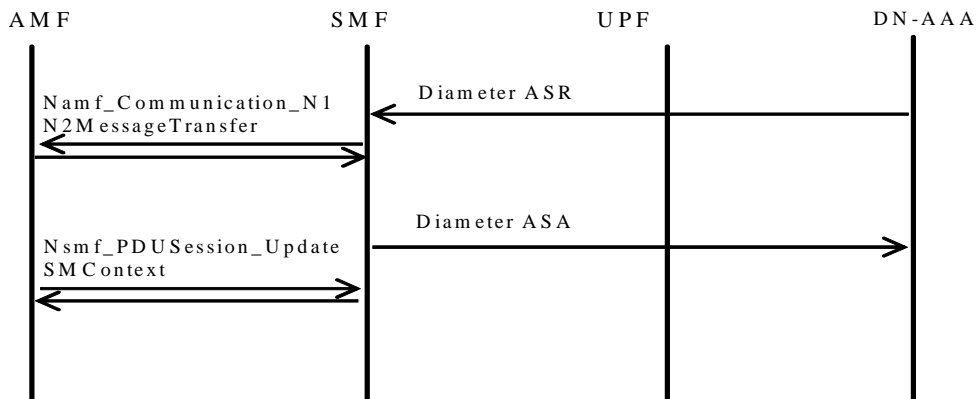 AMF
SMF
UPF
DN-AAA
Diameter ASR
Namf_Communication_N1
N2MessageTransfer
Diameter ASA
Nsmf_PDUSession_Update
SMContext